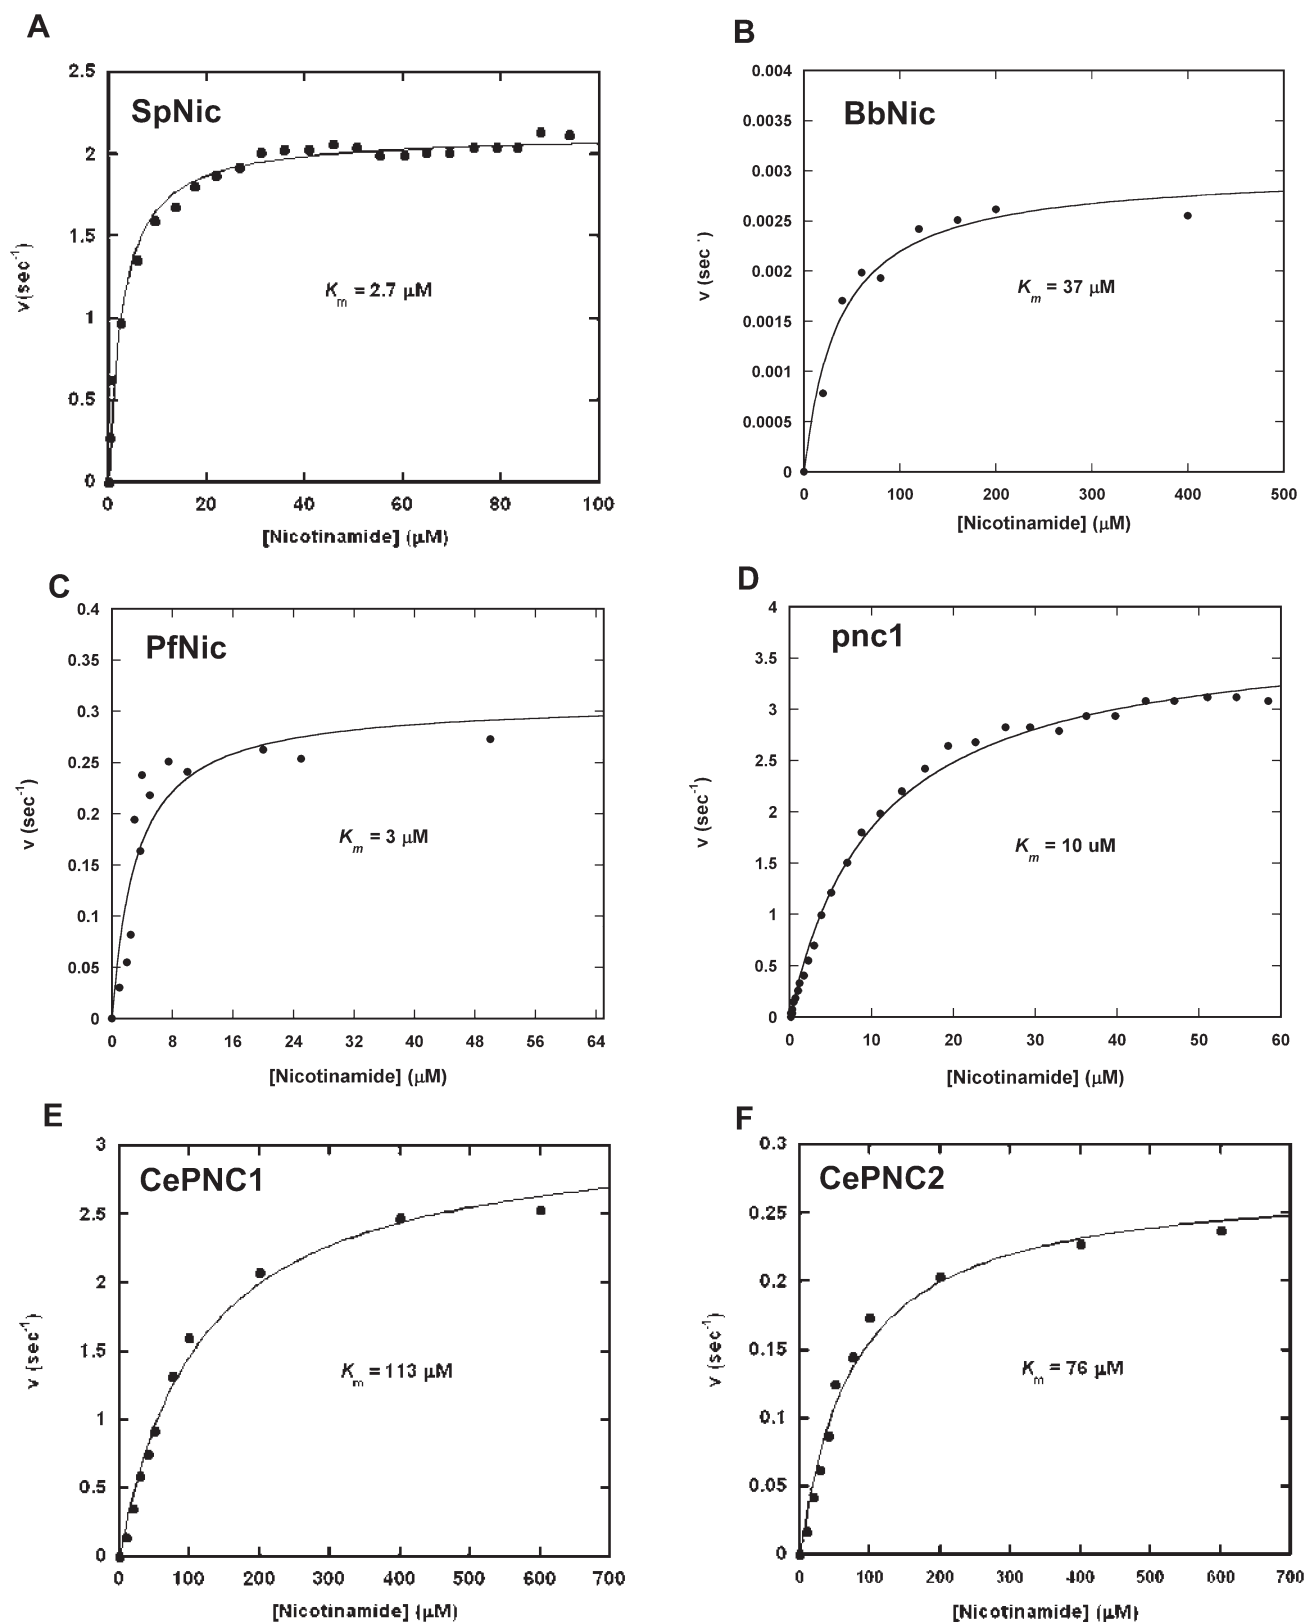 A
SpNic
2.5
2
1.5
1
0.5
0
v(sec⁻¹)
Kₘ = 2.7 µM
0 20 40 60 80 100
[Nicotinamide] (µM)
B
BbNic
0.004
0.0035
0.003
0.0025
0.002
0.0015
0.001
0.0005
0
v (sec⁻)
Kₘ = 37 µM
0 100 200 300 400 500
[Nicotinamide] (µM)
C
PfNic
0.4
0.35
0.3
0.25
0.2
0.15
0.1
0.05
0
v (sec⁻¹)
Kₘ = 3 µM
0 8 16 24 32 40 48 56 64
[Nicotinamide] (µM)
D
pnc1
4
3.5
3
2.5
2
1.5
1
0.5
0
v (sec⁻¹)
Kₘ = 10 uM
0 10 20 30 40 50 60
[Nicotinamide] (µM)
E
CePNC1
3
2.5
2
1.5
1
0.5
0
v (sec⁻¹)
Kₘ = 113 µM
0 100 200 300 400 500 600 700
[Nicotinamide] (µM)
F
CePNC2
0.3
0.25
0.2
0.15
0.1
0.05
0
v (sec⁻¹)
Kₘ = 76 µM
0 100 200 300 400 500 600 700
[Nicotinamide] (µM)